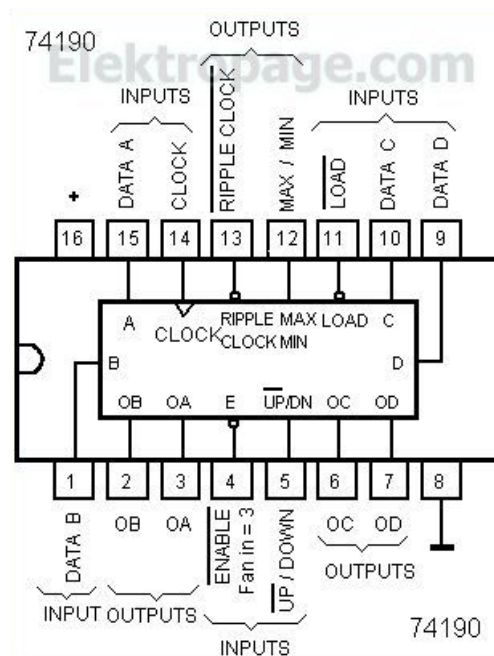 74190
OUTPUTS
Elektropage.com
INPUTS
INPUTS
+
DATA A
CLOCK
RIPPLE CLOCK
MAX / MIN
LOAD
DATA C
DATA D
16 15 14 13 12 11 10 9
A CLOCK RIPPLE CLOCK MAX MIN LOAD C
B D
OB OA E UP/DN OC OD
1 2 3 4 5 6 7 8
DATA B
OB OA
ENABLE
Fan in = 3
UP / DOWN
OC OD
OUTPUTS
INPUT OUTPUTS
INPUTS
74190